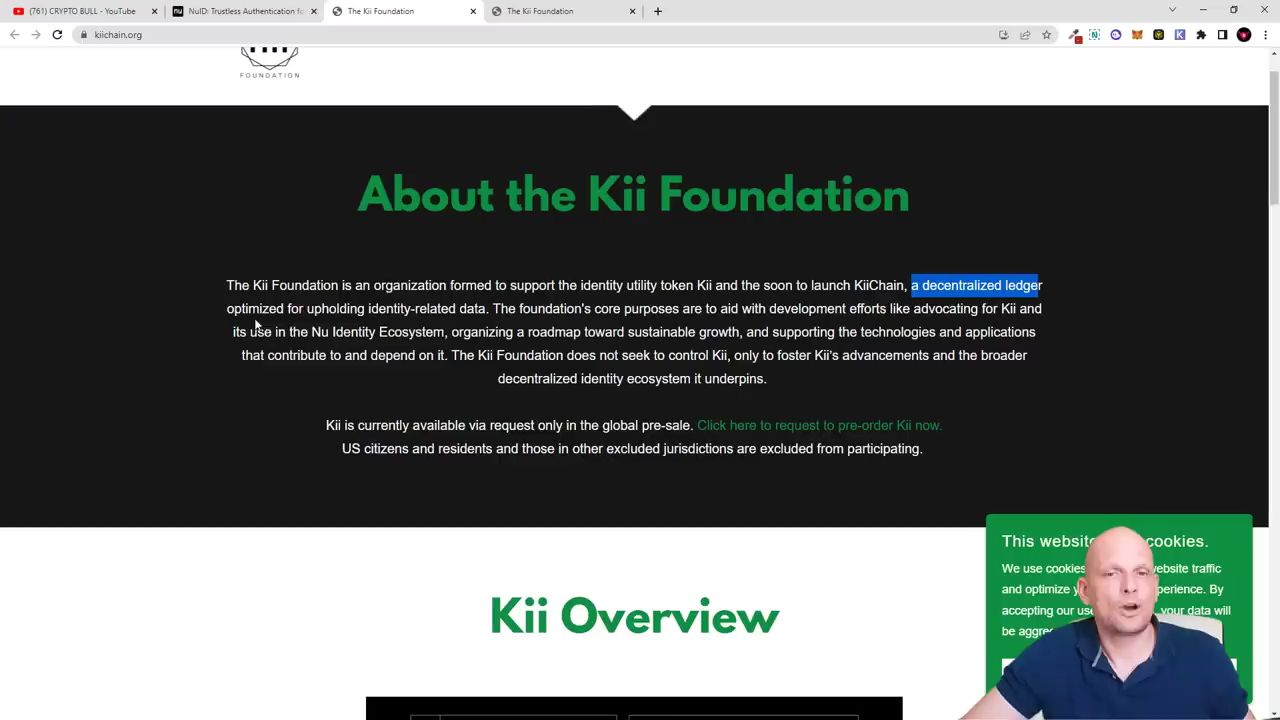 (761) CRYPTO BULL - YouTube
NuID: Trustless Authentication fo
The Kii Foundation
The Kii Foundation
kiichain.org
FOUNDATION
About the Kii Foundation
The Kii Foundation is an organization formed to support the identity utility token Kii and the soon to launch KiiChain, a decentralized ledger
optimized for upholding identity-related data. The foundation's core purposes are to aid with development efforts like advocating for Kii and
its use in the Nu Identity Ecosystem, organizing a roadmap toward sustainable growth, and supporting the technologies and applications
that contribute to and depend on it. The Kii Foundation does not seek to control Kii, only to foster Kii's advancements and the broader
decentralized identity ecosystem it underpins.
Kii is currently available via request only in the global pre-sale. Click here to request to pre-order Kii now.
US citizens and residents and those in other excluded jurisdictions are excluded from participating.
This website cookies.
We use cookies website traffic
and optimize
By
accepting our your data will
be
Kii Overview